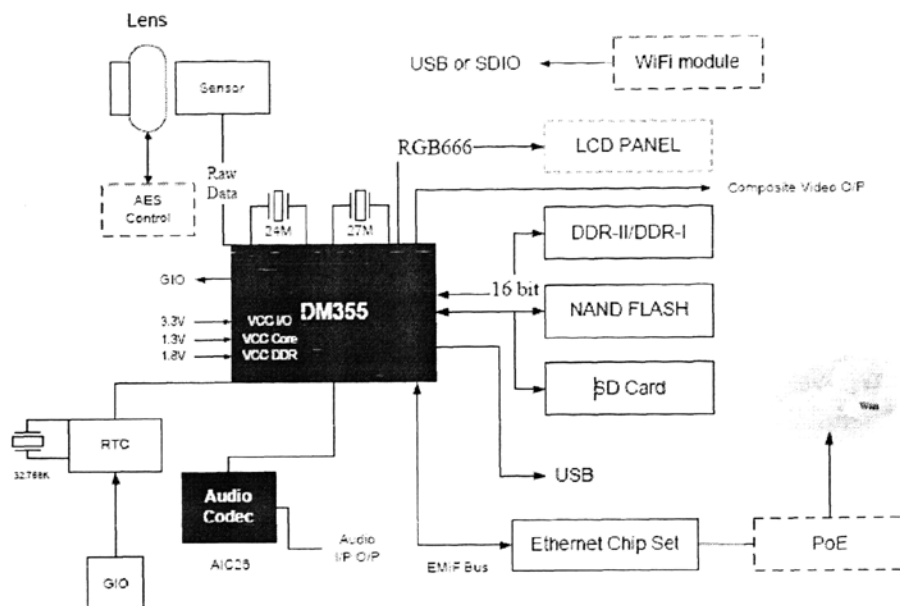 Lens
Sensor
USB or SDIO
WiFi module
RGB666
LCD PANEL
Raw
Data
AES
Control
24M
27M
Composite Video O/P
DDR-II/DDR-I
GIO
16 bit
DM355
NAND FLASH
3.3V
VCC I/O
1.3V
VCC Core
1.8V
VCC DDR
SD Card
RTC
32.768K
USB
Audio
Codec
Audio
I/P O/P
Ethernet Chip Set
PoE
EMIF Bus
GIO